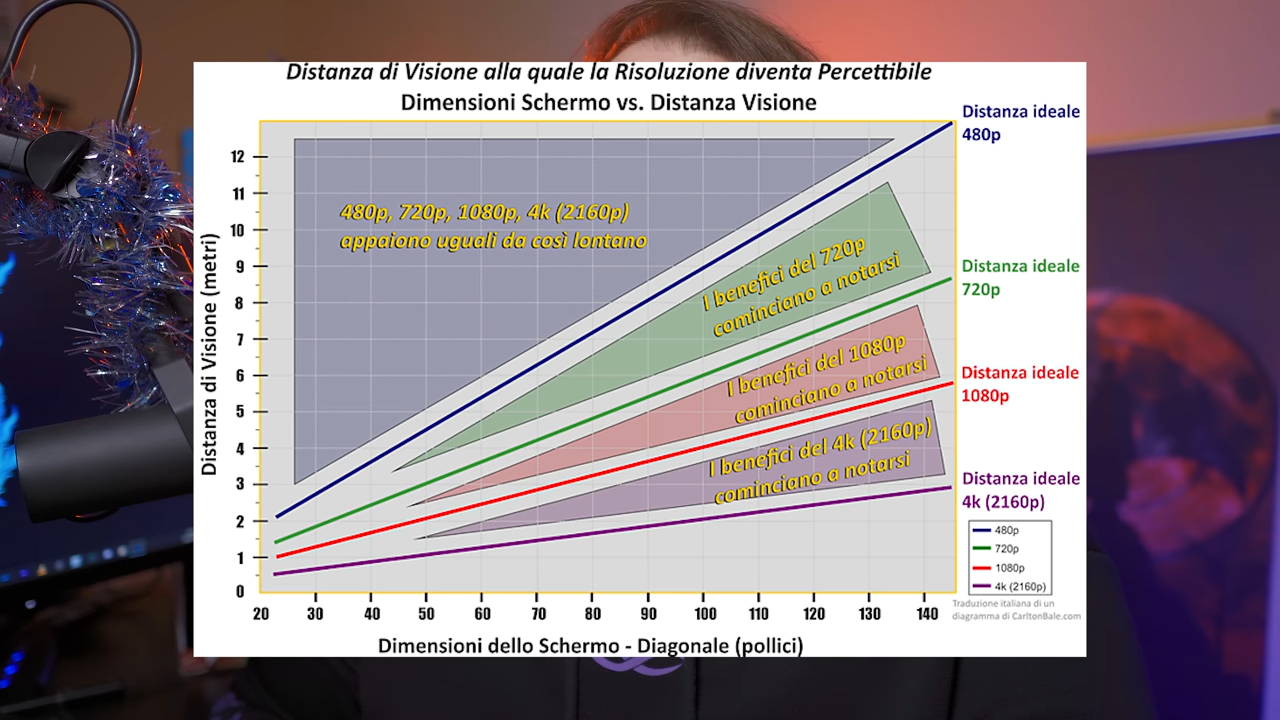 Distanza di Visione alla quale la Risoluzione diventa Percettibile
Dimensioni Schermo vs. Distanza Visione
Distanza ideale
480p
12
11
10
9
8
7
6
5
4
3
2
1
0
Distanza di Visione (metri)
480p, 720p, 1080p, 4k (2160p)
appaiono uguali da così lontano
I benefici del 720p
cominciano a notarsi
Distanza ideale
720p
I benefici del 1080p
cominciano a notarsi
Distanza ideale
1080p
I benefici del 4k (2160p)
cominciano a notarsi
Distanza ideale
4k (2160p)
480p
720p
1080p
4k (2160p)
Traduzione italiana di un
diagramma di CarltonBale.com
20 30 40 50 60 70 80 90 100 110 120 130 140
Dimensioni dello Schermo - Diagonale (pollici)